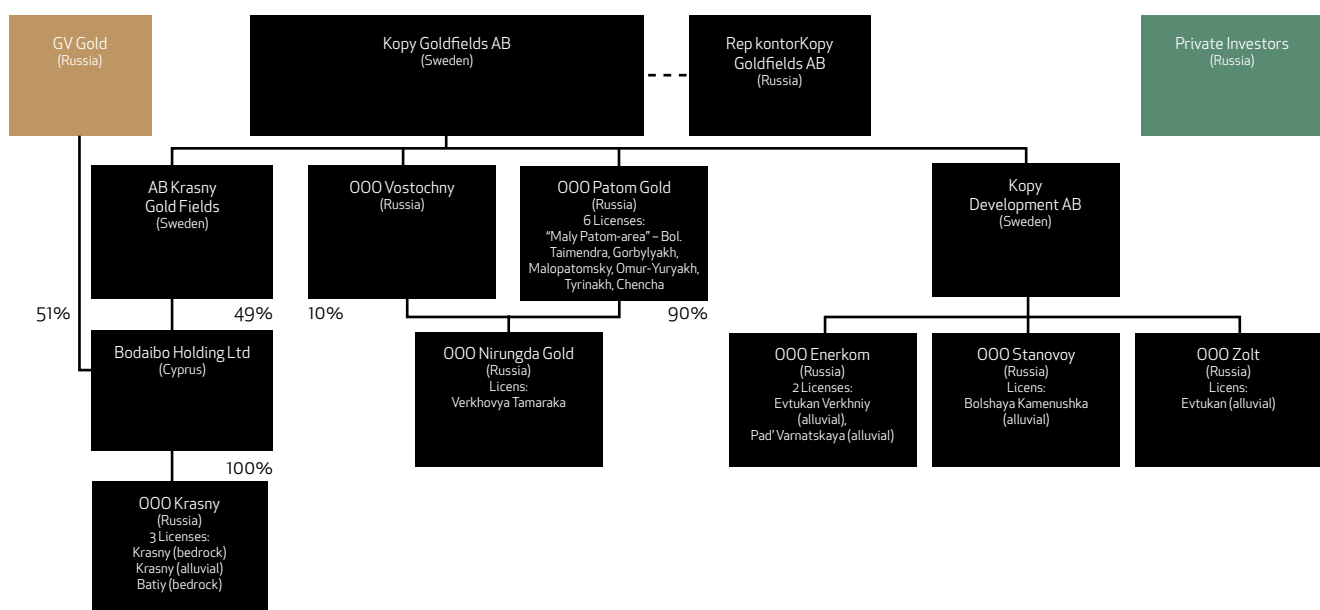 GV Gold
(Russia)
Kopy Goldfields AB
(Sweden)
Rep kontorKopy
Goldfields AB
(Russia)
Private Investors
(Russia)
AB Krasny
Gold Fields
(Sweden)
OOO Vostochny
(Russia)
OOO Patom Gold
(Russia)
6 Licenses:
“Maly Patom-area” – Bol.
Taimendra, Gorbylyakh,
Malopatomsky, Omur-Yuryakh,
Tyrinakh, Chencha
Kopy
Development AB
(Sweden)
51%
49%
10%
90%
Bodaibo Holding Ltd
(Cyprus)
OOO Nirungda Gold
(Russia)
Licens:
Verkhovya Tamaraka
OOO Enerkom
(Russia)
2 Licenses:
Evtukan Verkhniy
(alluvial),
Pad’ Varnatskaya (alluvial)
OOO Stanovoy
(Russia)
Licens:
Bolshaya Kamenushka
(alluvial)
OOO Zolt
(Russia)
Licens:
Evtukan (alluvial)
100%
OOO Krasny
(Russia)
3 Licenses:
Krasny (bedrock)
Krasny (alluvial)
Batiy (bedrock)